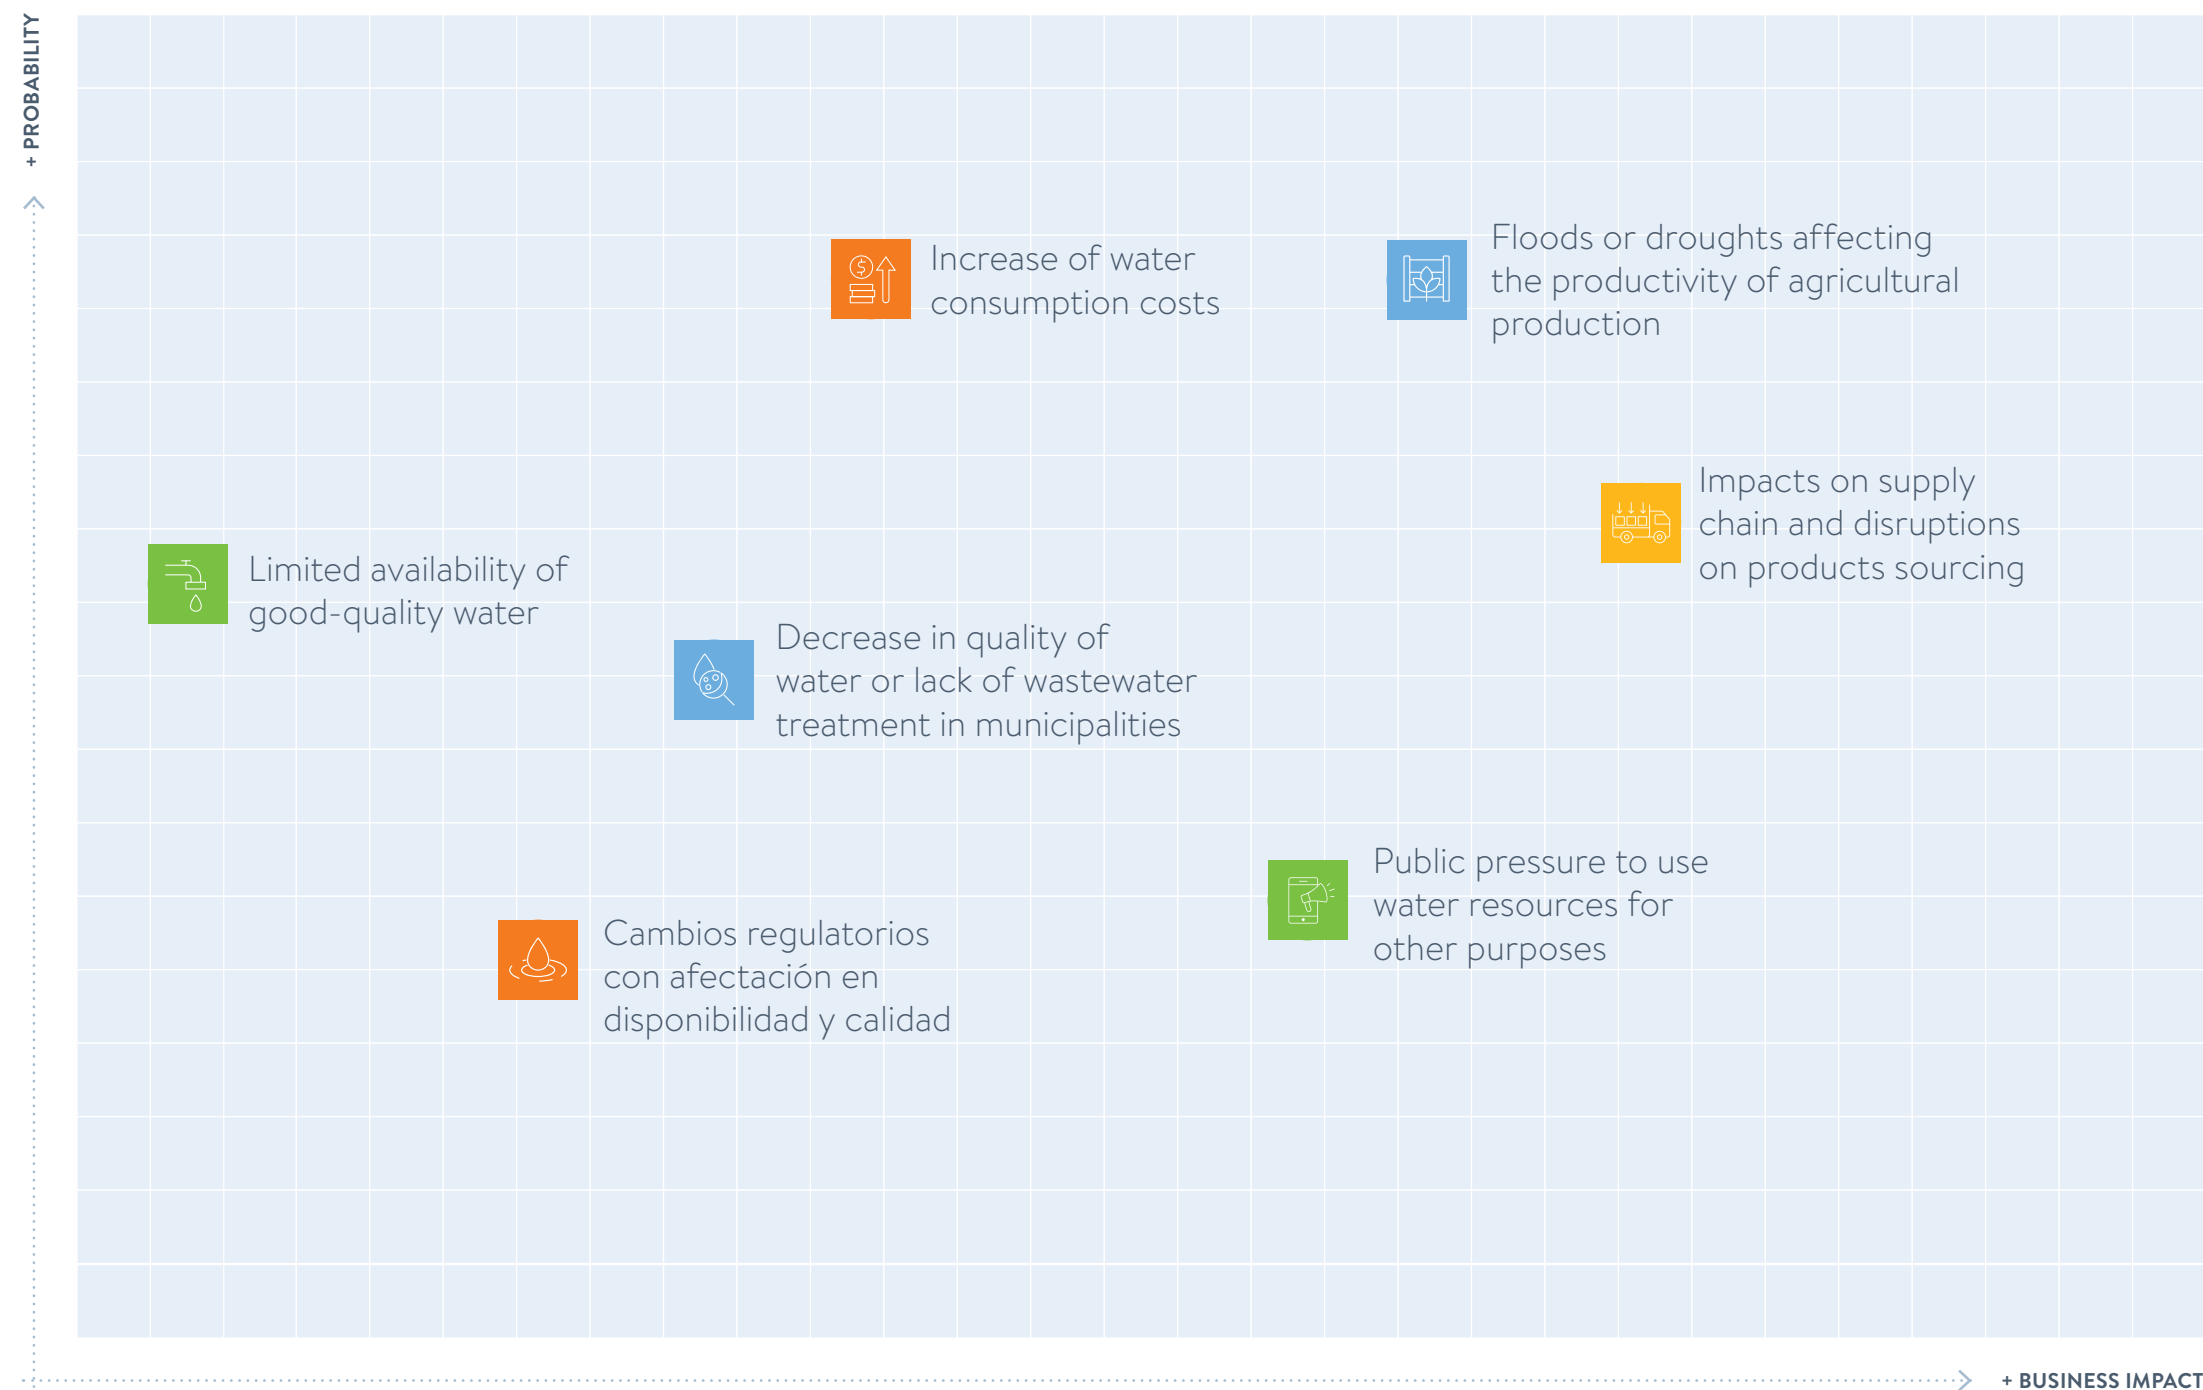 + PROBABILITY
Increase of water
consumption costs
Floods or droughts affecting
the productivity of agricultural
production
Impacts on supply
chain and disruptions
on products sourcing
Limited availability of
good-quality water
Decrease in quality of
water or lack of wastewater
treatment in municipalities
Public pressure to use
water resources for
other purposes
Cambios regulatorios
con afectación en
disponibilidad y calidad
+ BUSINESS IMPACT